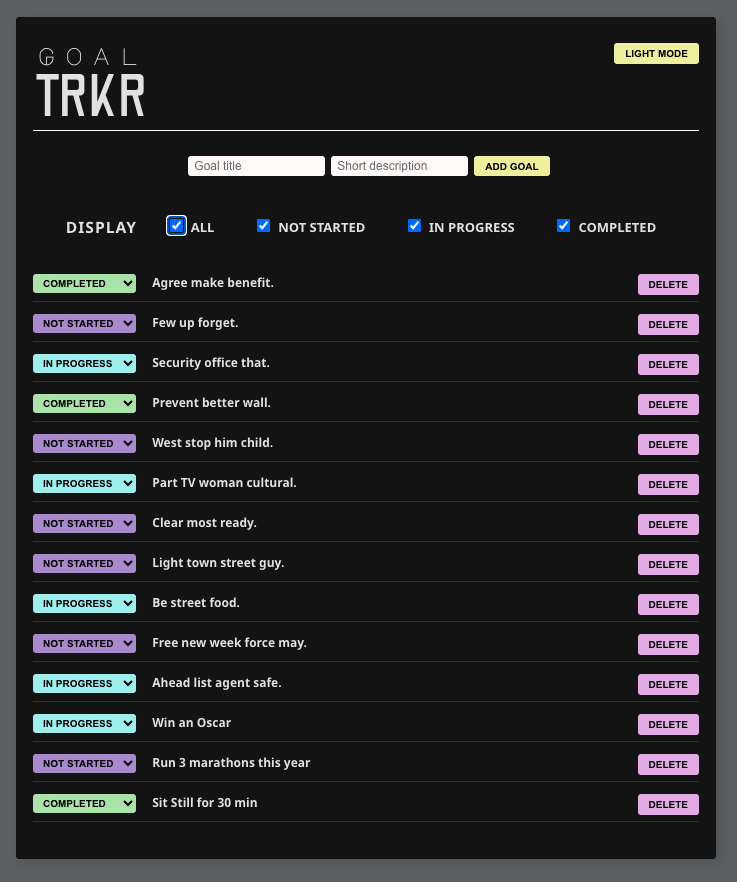 GOAL
TRKR
LIGHT MODE
Goal title Short description ADD GOAL
DISPLAY ALL NOT STARTED IN PROGRESS COMPLETED
COMPLETED Agree make benefit. DELETE
NOT STARTED Few up forget. DELETE
IN PROGRESS Security office that. DELETE
COMPLETED Prevent better wall. DELETE
NOT STARTED West stop him child. DELETE
IN PROGRESS Part TV woman cultural. DELETE
NOT STARTED Clear most ready. DELETE
NOT STARTED Light town street guy. DELETE
IN PROGRESS Be street food. DELETE
NOT STARTED Free new week force may. DELETE
IN PROGRESS Ahead list agent safe. DELETE
IN PROGRESS Win an Oscar DELETE
NOT STARTED Run 3 marathons this year DELETE
COMPLETED Sit Still for 30 min DELETE